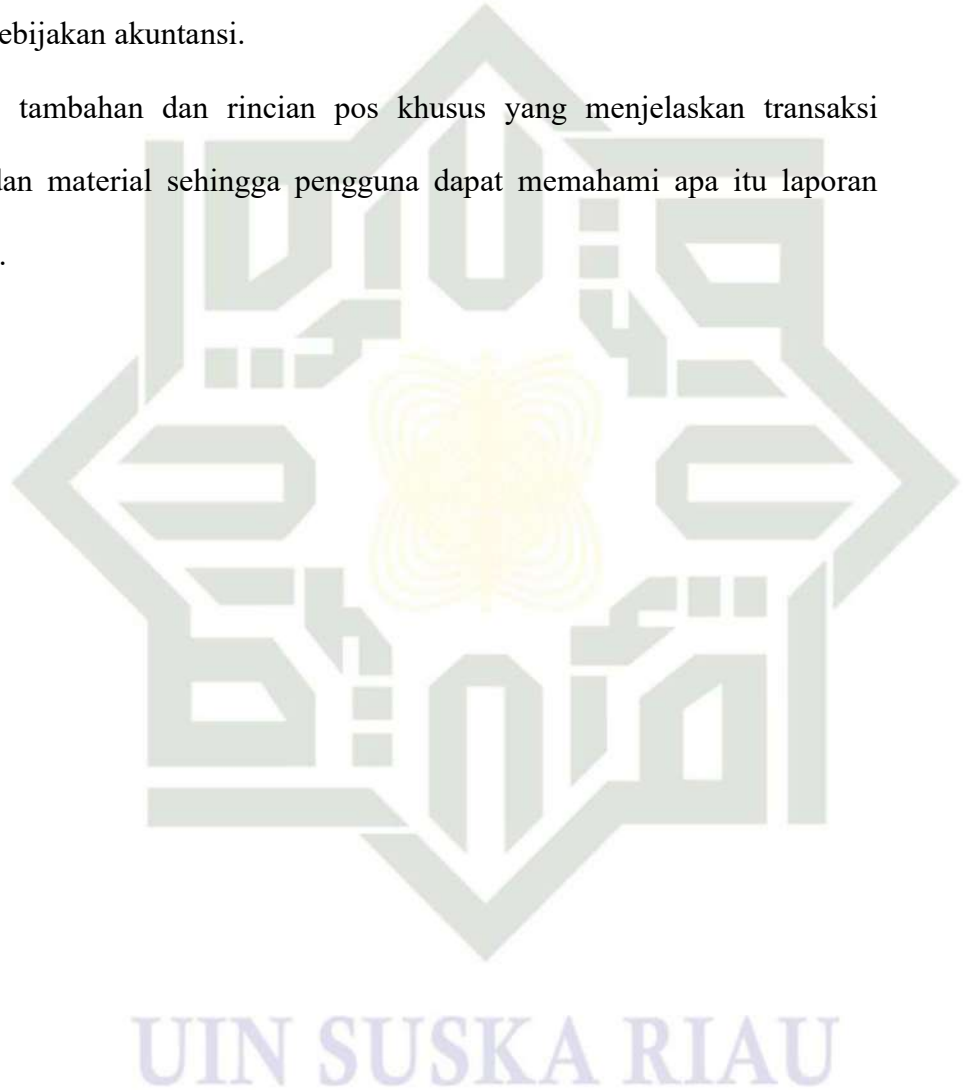 ebijakan akuntansi.
tambahan dan rincian pos khusus yang menjelaskan transaksi
dan material sehingga pengguna dapat memahami apa itu laporan
.
UIN SUSKA RIAU